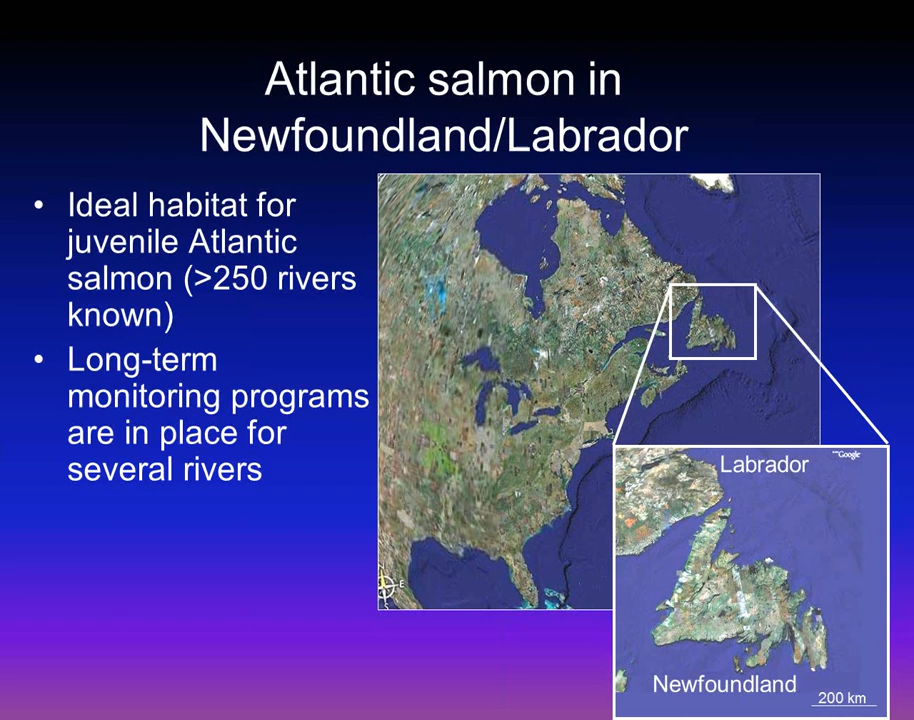 Atlantic salmon in
Newfoundland/Labrador
• Ideal habitat for
juvenile Atlantic
salmon (>250 rivers
known)
• Long-term
monitoring programs
are in place for
several rivers
E
S
Labrador
™Google
Newfoundland
200 km